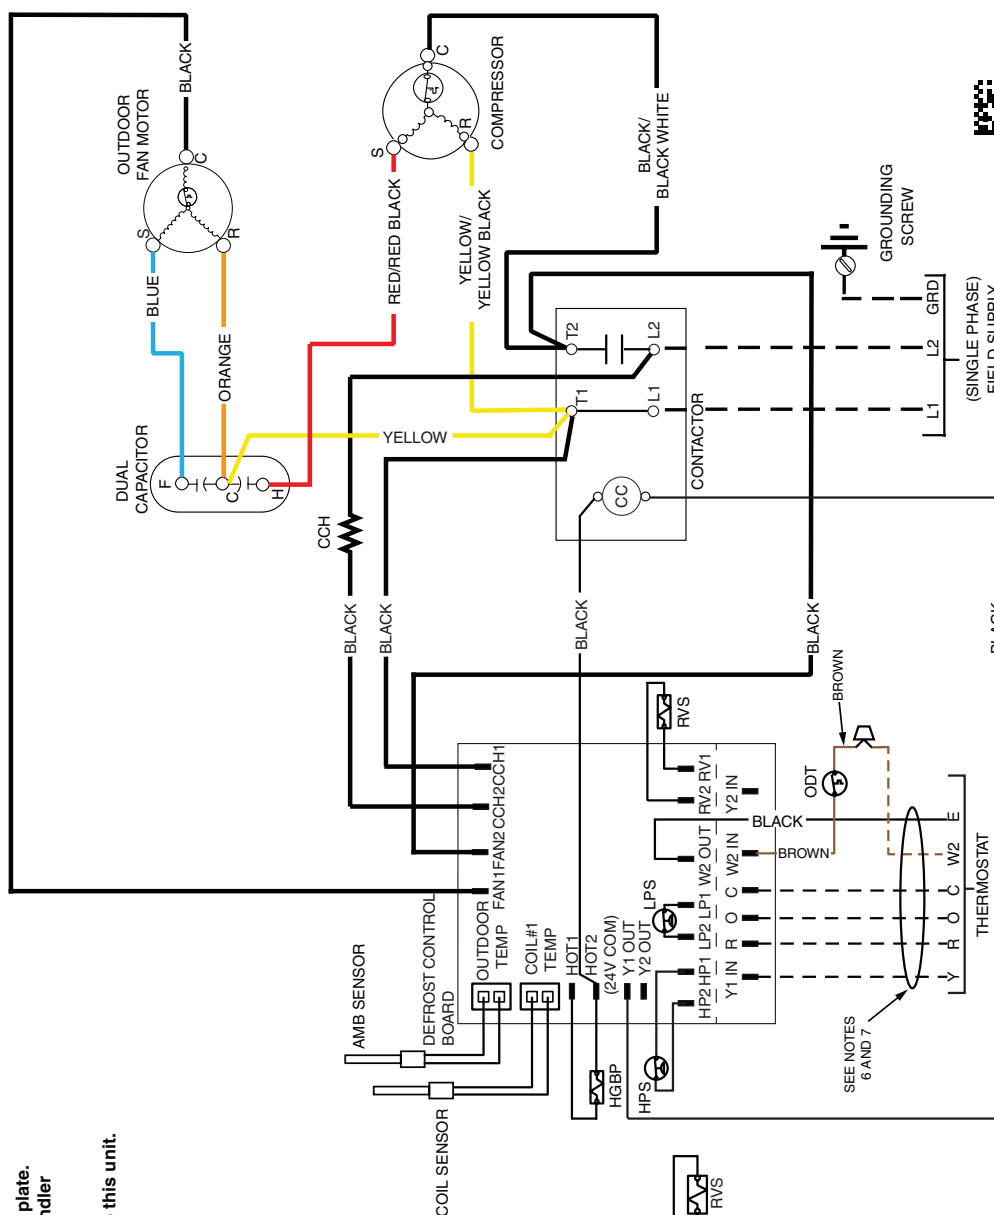 plate.
ndler
this unit.
OUTDOOR
FAN MOTOR
BLACK
C
S
R
BLUE
ORANGE
COMPRESSOR
C
S
R
RED/RED BLACK
YELLOW/
YELLOW BLACK
BLACK/
BLACK WHITE
GROUNDING
SCREW
DUAL
CAPACITOR
F
C
H
YELLOW
T2
L2
T1
L1
CC
CONTACTOR
GRD
L2
L1
(SINGLE PHASE)
FIELD SUPPLY
CCH
BLACK
BLACK
BLACK
BLACK
BLACK
BROWN
RVS
ODT
AMB SENSOR
COIL SENSOR
DEFROST CONTROL
BOARD
OUTDOOR
TEMP
FAN1
FAN2
CCH2
CCH1
COIL#1
TEMP
HOT1
HOT2
(24V COM)
Y1 OUT
Y2 OUT
HP2
HP1
LP2
LP1
W2 OUT
RV2
RV1
Y1 IN
R
O
C
W2 IN
Y2 IN
LPS
HPS
HGBP
BLACK
BROWN
Y
R
O
C
W2
E
THERMOSTAT
SEE NOTES
6 AND 7
RVS